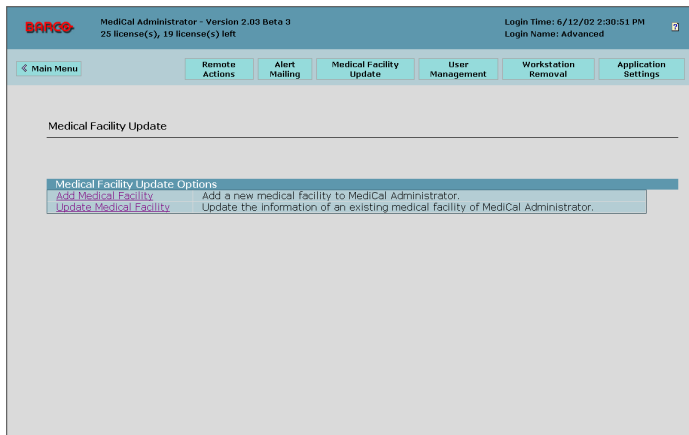 BARCO
MediCal Administrator - Version 2.03 Beta 3
25 license(s), 19 license(s) left
Login Time: 6/12/02 2:30:51 PM
Login Name: Advanced
?
« Main Menu
Remote Actions
Alert Mailing
Medical Facility Update
User Management
Workstation Removal
Application Settings
Medical Facility Update
Medical Facility Update Options
Add Medical Facility Add a new medical facility to MediCal Administrator.
Update Medical Facility Update the information of an existing medical facility of MediCal Administrator.